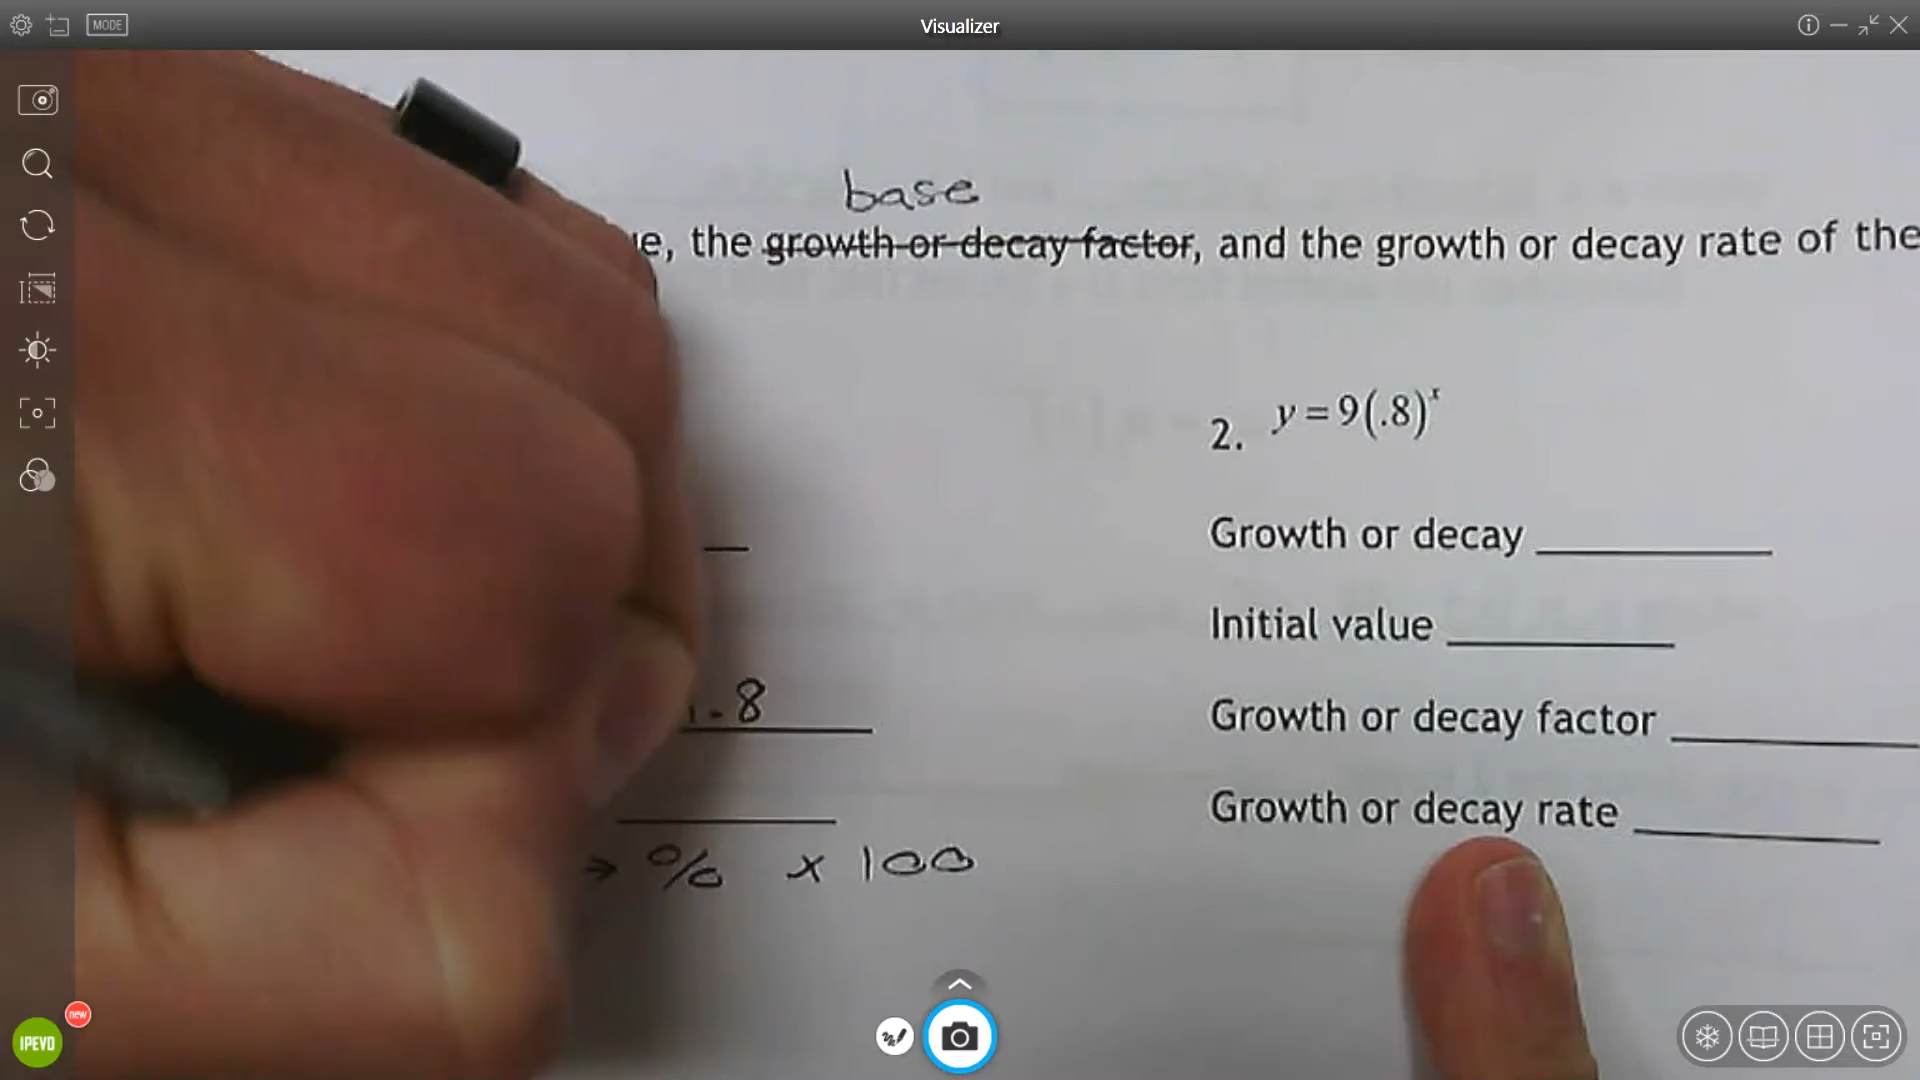 MODE
Visualizer
base
the growth or decay factor, and the growth or decay rate of the
2. y = 9(.8)^x
Growth or decay
Initial value
Growth or decay factor
Growth or decay rate
.8
→ % x 100
new
IPEVO